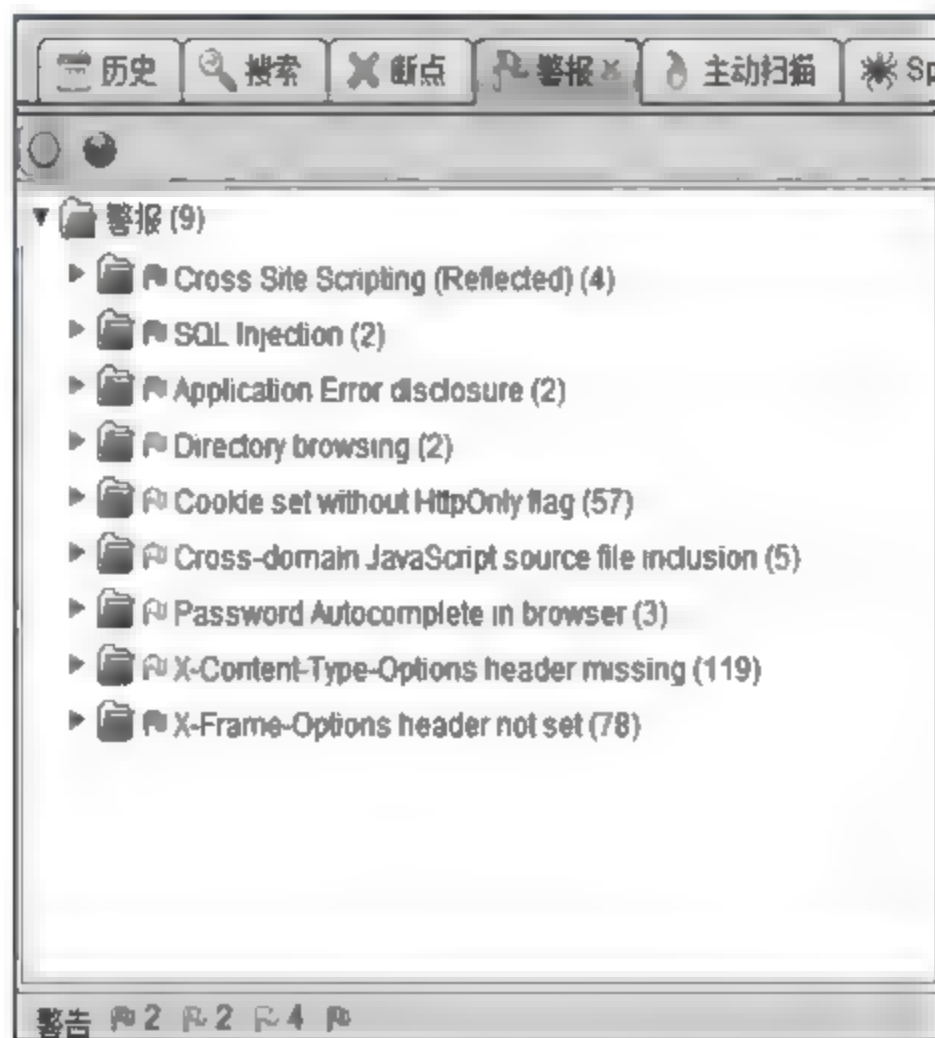 历史 搜索 断点 警报 × 主动扫描 Sp
警报 (9)
Cross Site Scripting (Reflected) (4)
SQL Injection (2)
Application Error disclosure (2)
Directory browsing (2)
Cookie set without HttpOnly flag (57)
Cross-domain JavaScript source file inclusion (5)
Password Autocomplete in browser (3)
X-Content-Type-Options header missing (119)
X-Frame-Options header not set (78)
警告 2 2 4